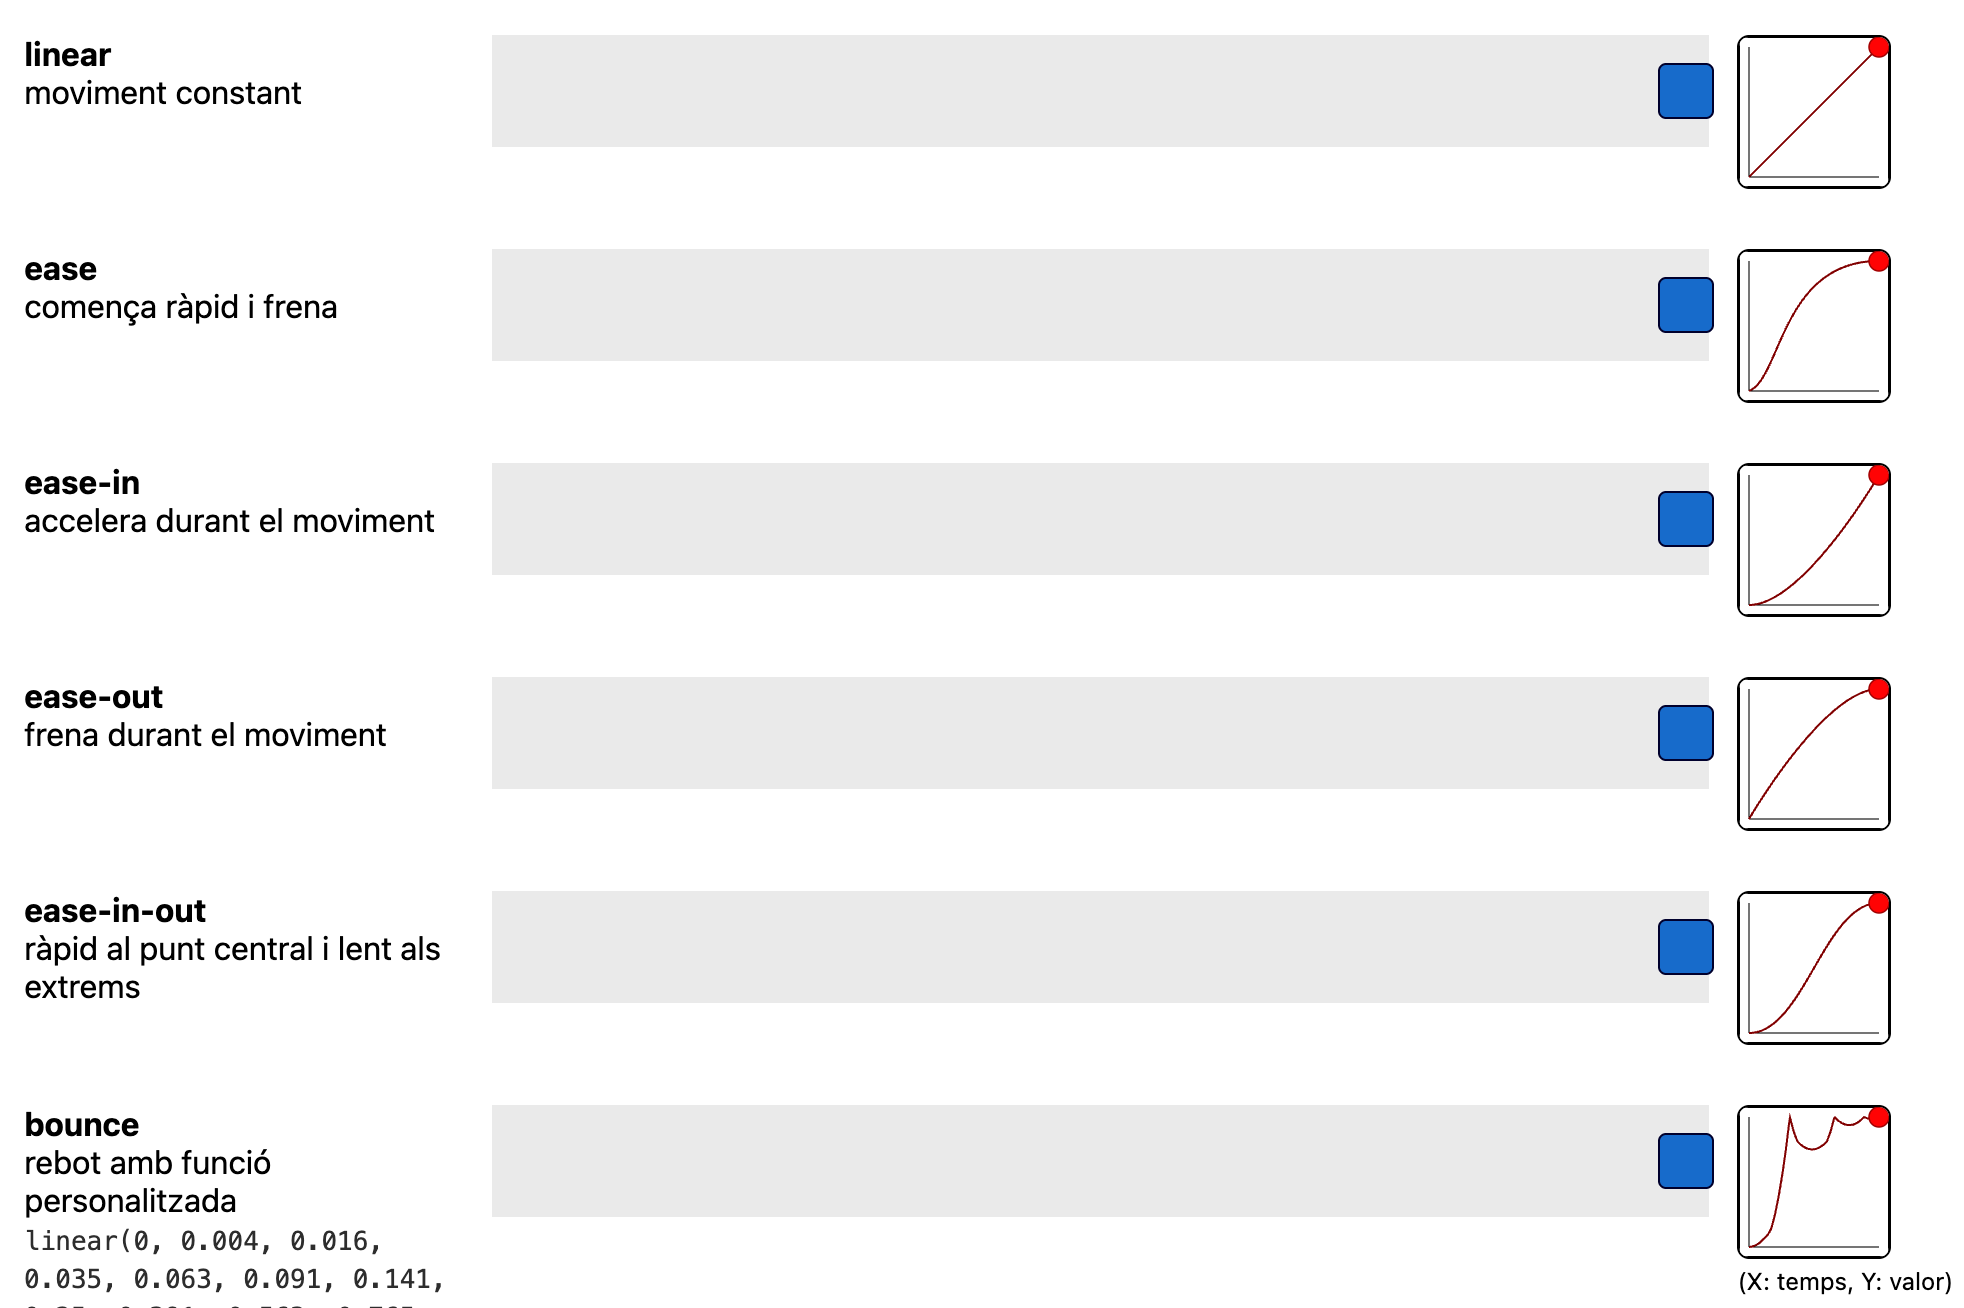 linear
moviment constant
ease
comença ràpid i frena
ease-in
accelera durant el moviment
ease-out
frena durant el moviment
ease-in-out
ràpid al punt central i lent als
extrems
bounce
rebot amb funció
personalitzada
linear(0, 0.004, 0.016,
0.035, 0.063, 0.091, 0.141,
(X: temps, Y: valor)